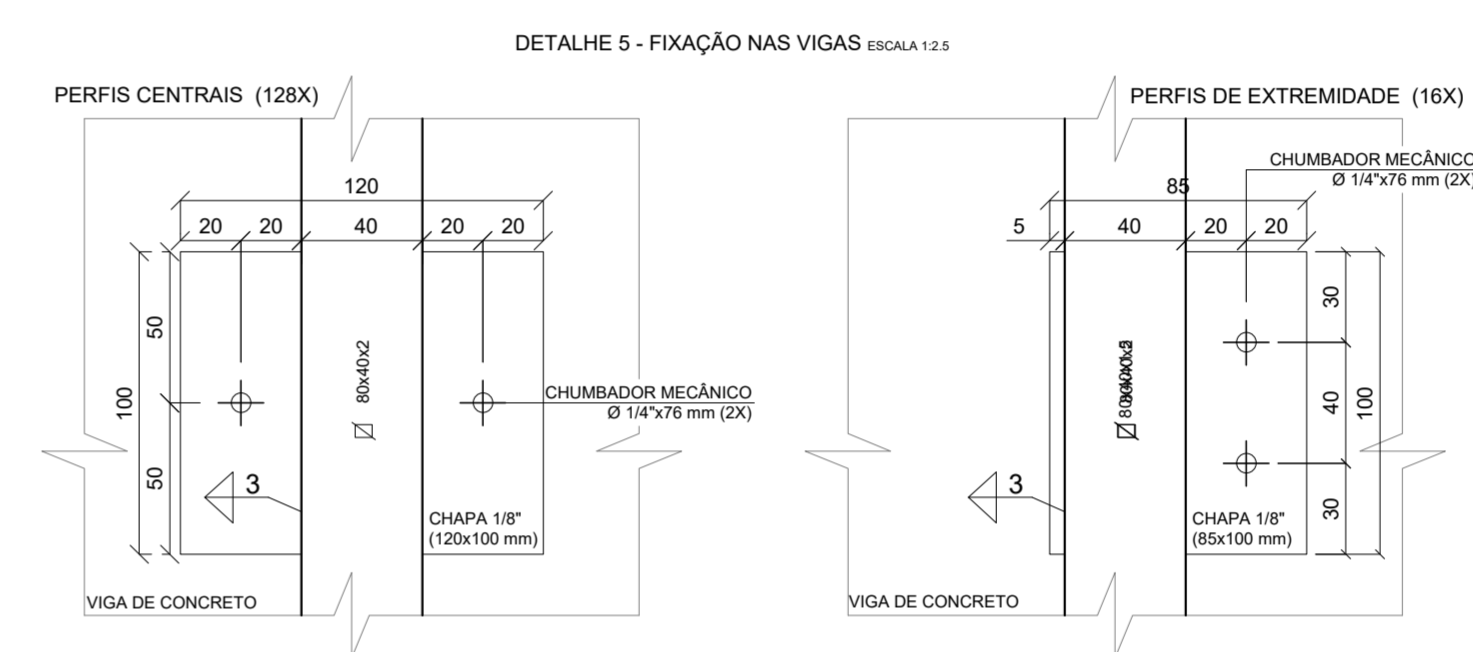 DETALHE 5 - FIXAÇÃO NAS VIGAS ESCALA 1:2.5
PERFIS CENTRAIS (128X)
120
20 20 40 20 20
50
100
50
80x40x2
CHUMBADOR MECÂNICO
Ø 1/4"x76 mm (2X)
3
CHAPA 1/8"
(120x100 mm)
VIGA DE CONCRETO
PERFIS DE EXTREMIDADE (16X)
CHUMBADOR MECÂNICO
Ø 1/4"x76 mm (2X)
85
5 40 20 20
30
40
100
30
3
CHAPA 1/8"
(85x100 mm)
VIGA DE CONCRETO